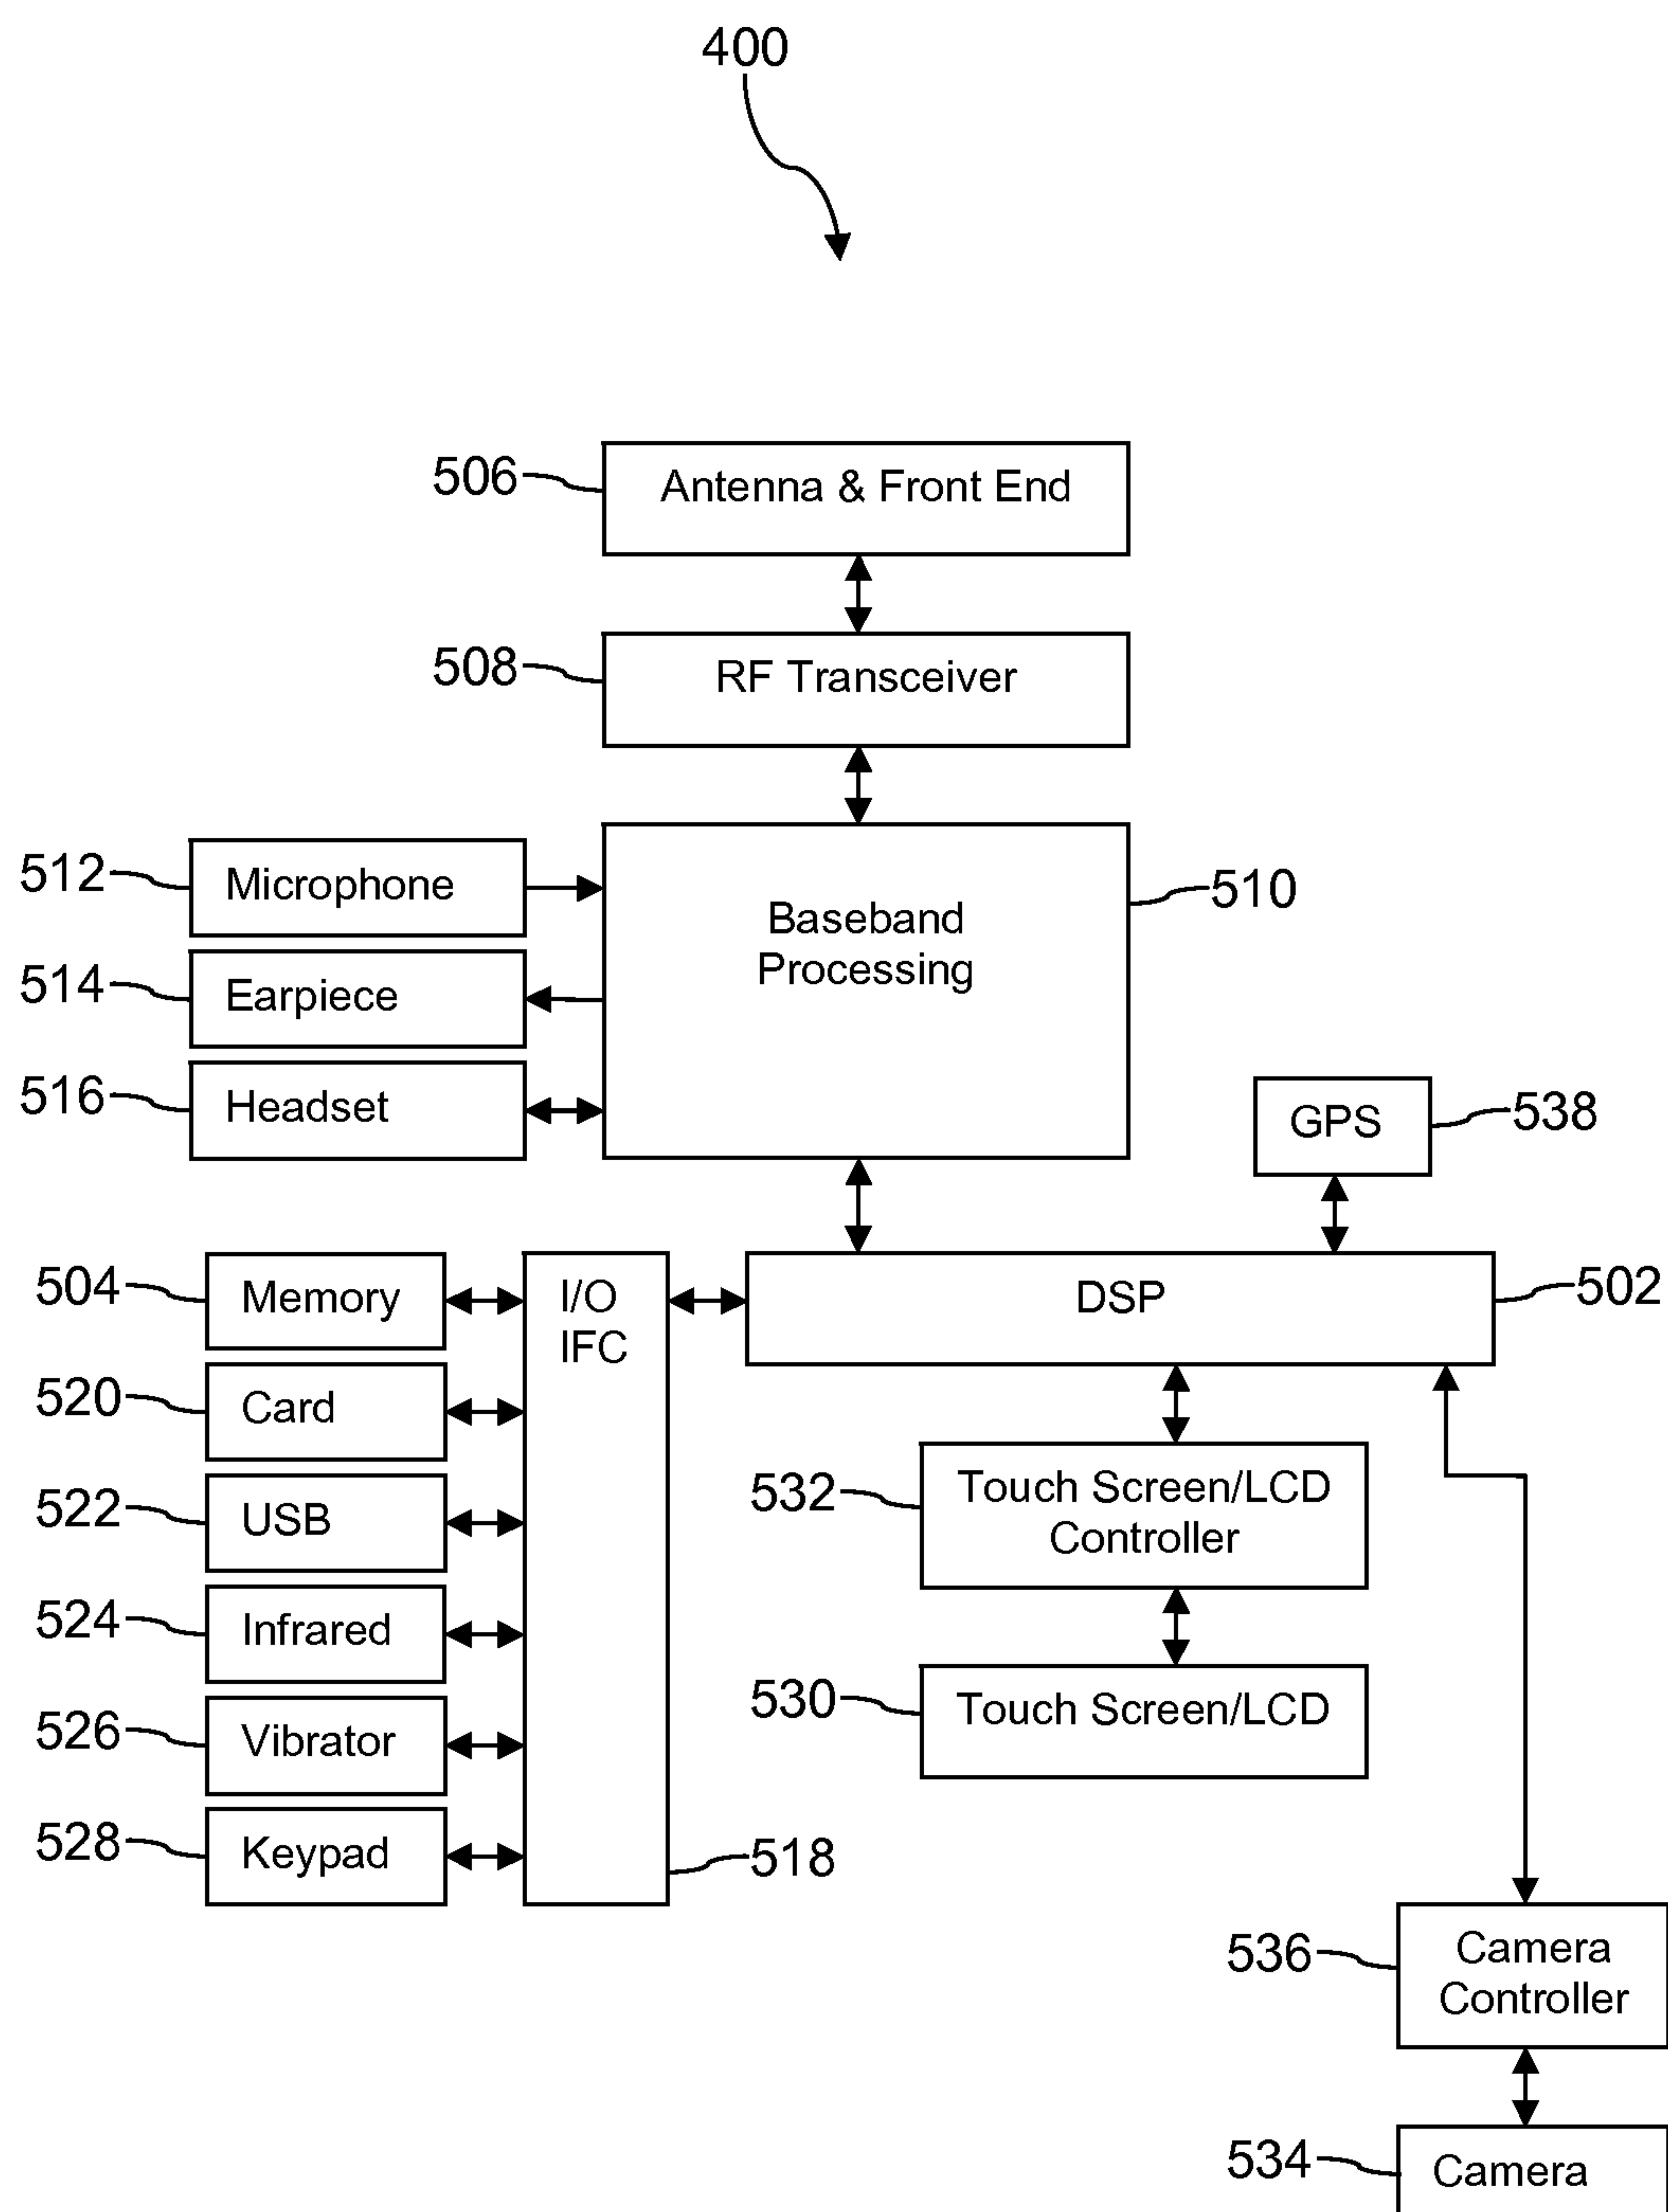 400
506
Antenna & Front End
508
RF Transceiver
512
Microphone
Baseband
Processing
510
514
Earpiece
516
Headset
GPS
538
504
Memory
I/O
IFC
DSP
502
520
Card
522
USB
532
Touch Screen/LCD
Controller
524
Infrared
530
Touch Screen/LCD
526
Vibrator
528
Keypad
518
536
Camera
Controller
534
Camera